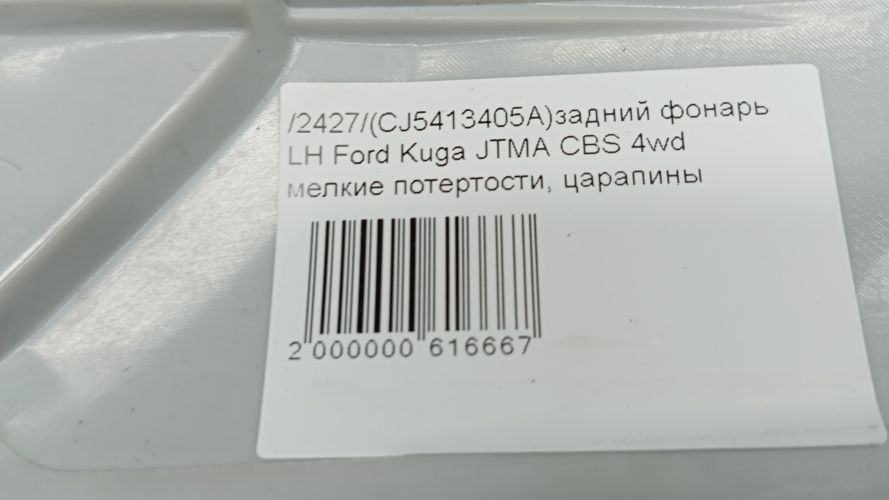 /2427/(CJ5413405A)задний фонарь
LH Ford Kuga JTMA CBS 4wd
мелкие потертости, царапины
2 000000 616667